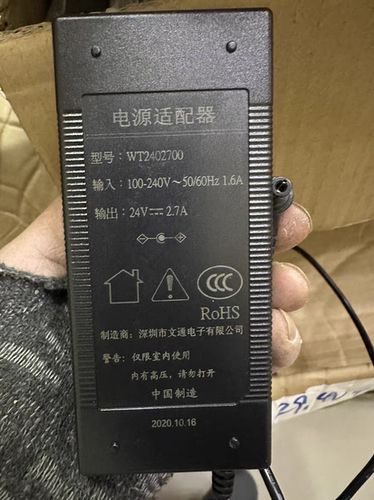 电源适配器
型号：WT2402700
输入：100-240V～50/60Hz 1.6A
输出：24V⎓2.7A
CCC
RoHS
制造商：深圳市文通电子有限公司
警告：仅限室内使用
内有高压，请勿打开
中国制造
2020.10.16